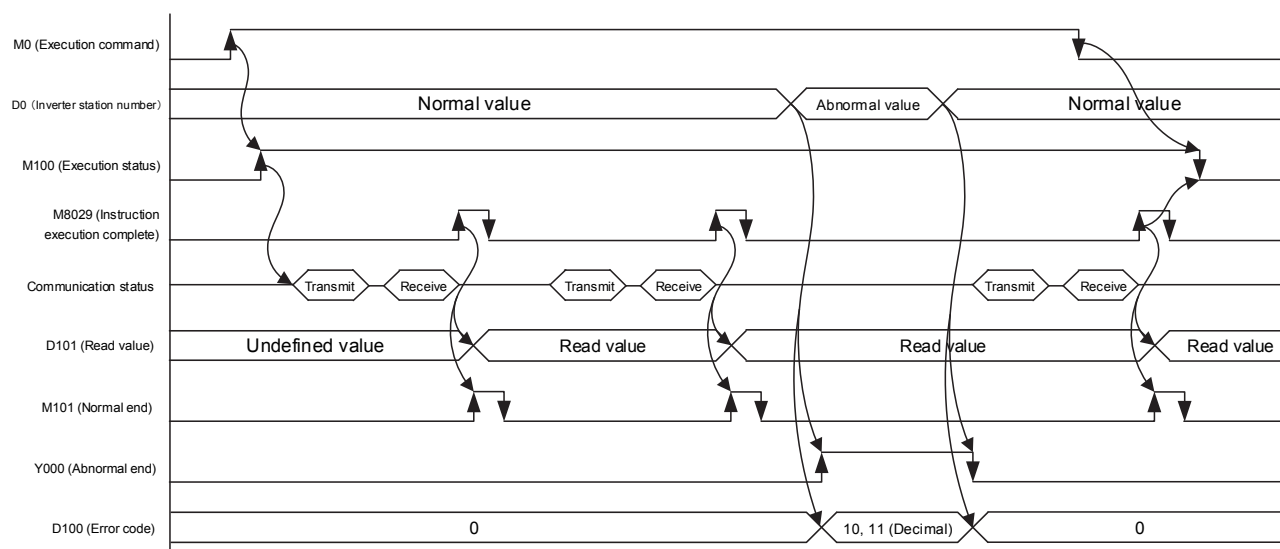 M0 (Execution command)
D0 (Inverter station number)
Normal value
Abnormal value
Normal value
M100 (Execution status)
M8029 (Instruction
execution complete)
Communication status
Transmit
Receive
Transmit
Receive
Transmit
Receive
D101 (Read value)
Undefined value
Read value
Read value
Read value
M101 (Normal end)
Y000 (Abnormal end)
D100 (Error code)
0
10, 11 (Decimal)
0